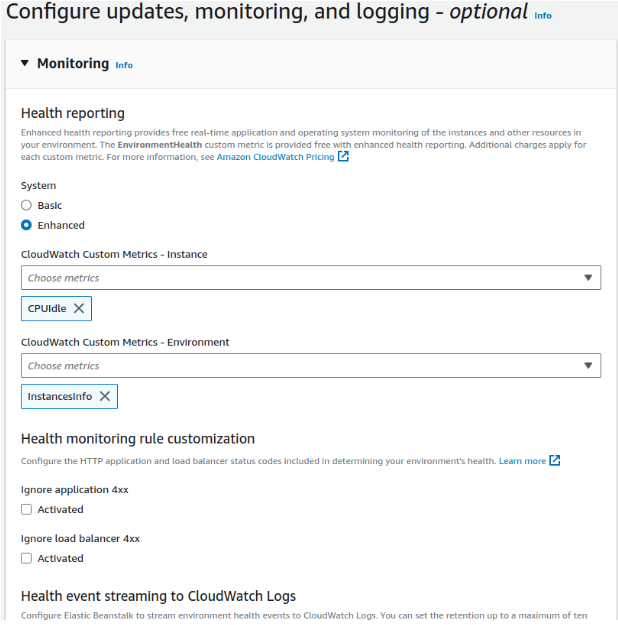 Configure updates, monitoring, and logging - optional Info
Monitoring Info
Health reporting
Enhanced health reporting provides free real-time application and operating system monitoring of the instances and other resources in
your environment. The EnvironmentHealth custom metric is provided free with enhanced health reporting. Additional charges apply for
each custom metric. For more information, see Amazon CloudWatch Pricing
System
Basic
Enhanced
CloudWatch Custom Metrics - Instance
Choose metrics
CPUIdle
CloudWatch Custom Metrics - Environment
Choose metrics
InstancesInfo
Health monitoring rule customization
Configure the HTTP application and load balancer status codes included in determining your environment's health. Learn more
Ignore application 4xx
Activated
Ignore load balancer 4xx
Activated
Health event streaming to CloudWatch Logs
Configure Elastic Beanstalk to stream environment health events to CloudWatch Logs. You can set the retention up to a maximum of ten